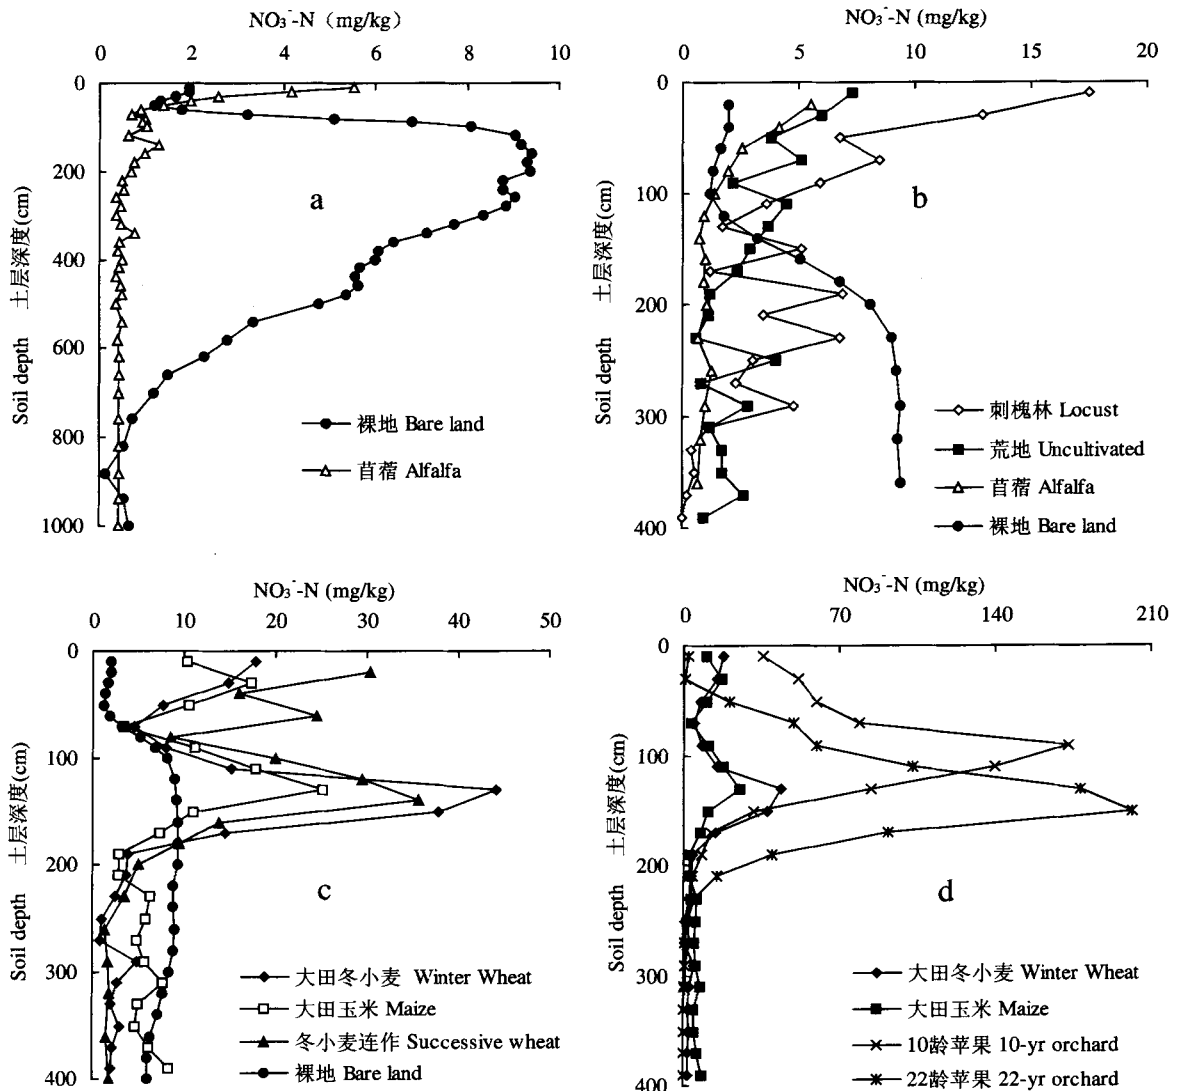 NO₃⁻-N（mg/kg）
0 2 4 6 8 10
0
200
400
600
800
1000
土层深度(cm)
Soil depth
a
裸地 Bare land
苜蓿 Alfalfa
NO₃⁻-N (mg/kg)
0 5 10 15 20
0
100
200
300
400
土层深度(cm)
Soil depth
b
刺槐林 Locust
荒地 Uncultivated
苜蓿 Alfalfa
裸地 Bare land
NO₃⁻-N (mg/kg)
0 10 20 30 40 50
0
100
200
300
400
土层深度(cm)
Soil depth
c
大田冬小麦 Winter Wheat
大田玉米 Maize
冬小麦连作 Successive wheat
裸地 Bare land
NO₃⁻-N (mg/kg)
0 70 140 210
0
100
200
300
400
土层深度(cm)
Soil depth
d
大田冬小麦 Winter Wheat
大田玉米 Maize
10龄苹果 10-yr orchard
22龄苹果 22-yr orchard